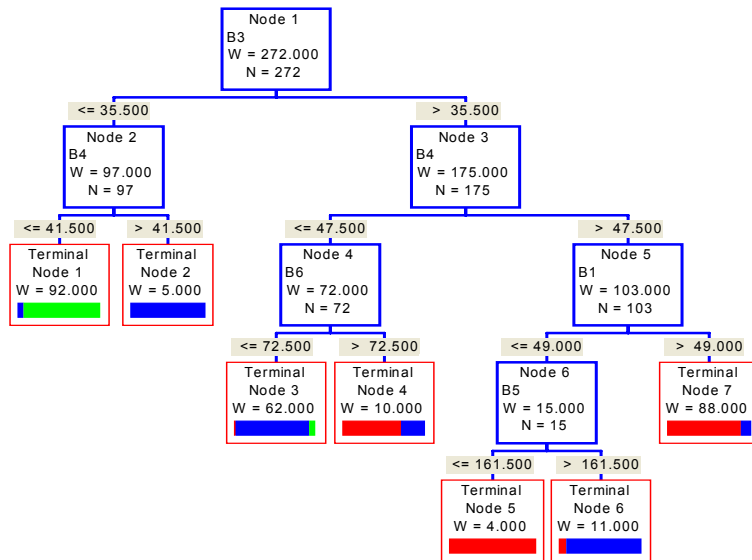 Node 1
B3
W = 272.000
N = 272
<= 35.500
> 35.500
Node 2
B4
W = 97.000
N = 97
Node 3
B4
W = 175.000
N = 175
<= 41.500
> 41.500
<= 47.500
> 47.500
Terminal
Node 1
W = 92.000
Terminal
Node 2
W = 5.000
Node 4
B6
W = 72.000
N = 72
Node 5
B1
W = 103.000
N = 103
<= 72.500
> 72.500
<= 49.000
> 49.000
Terminal
Node 3
W = 62.000
Terminal
Node 4
W = 10.000
Node 6
B5
W = 15.000
N = 15
Terminal
Node 7
W = 88.000
<= 161.500
> 161.500
Terminal
Node 5
W = 4.000
Terminal
Node 6
W = 11.000